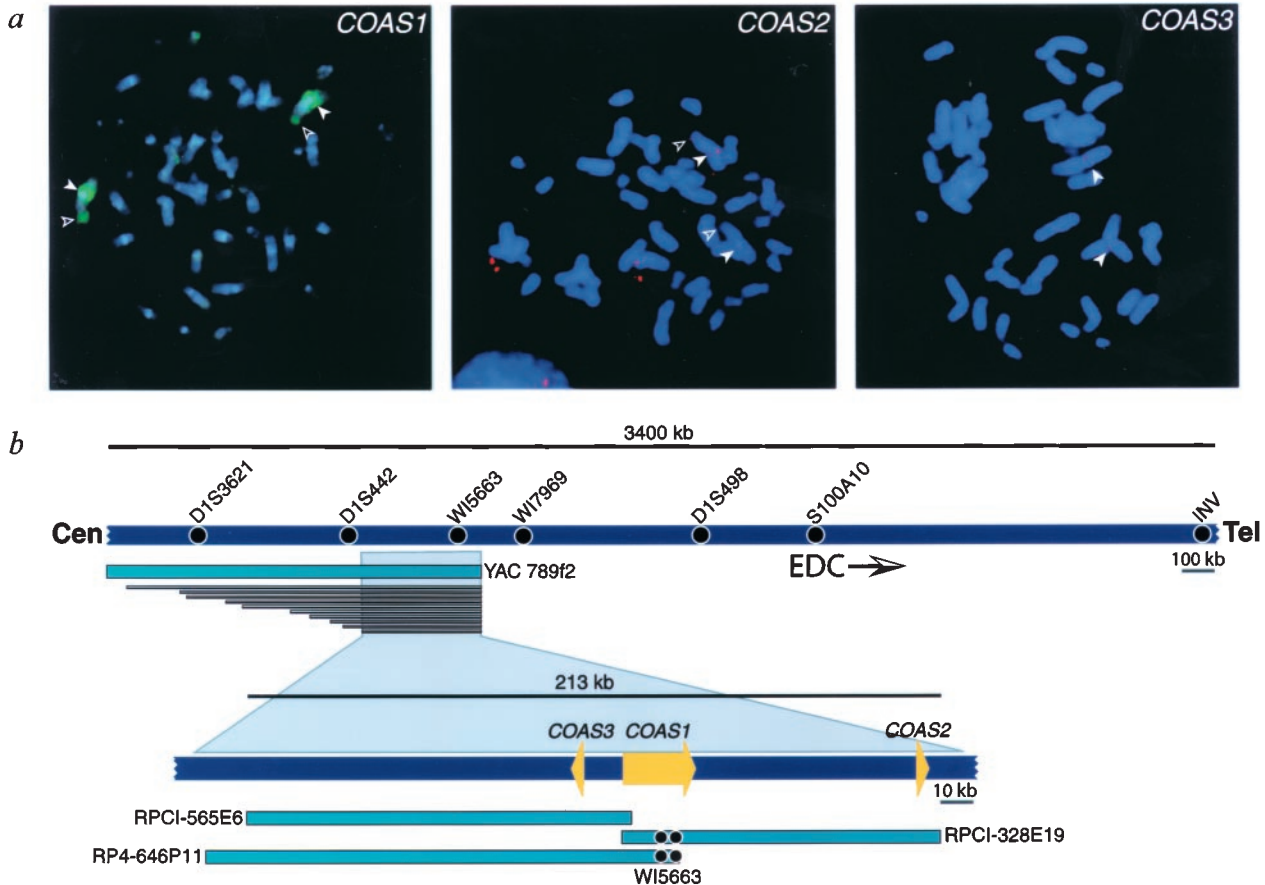 a
COAS1
COAS2
COAS3
b
3400 kb
D1S3621
D1S442
WI5663
WI7969
D1S498
S100A10
INV
Cen
Tel
100 kb
EDC
YAC 789f2
213 kb
COAS3
COAS1
COAS2
10 kb
RPCI-565E6
RPCI-328E19
RP4-646P11
WI5663